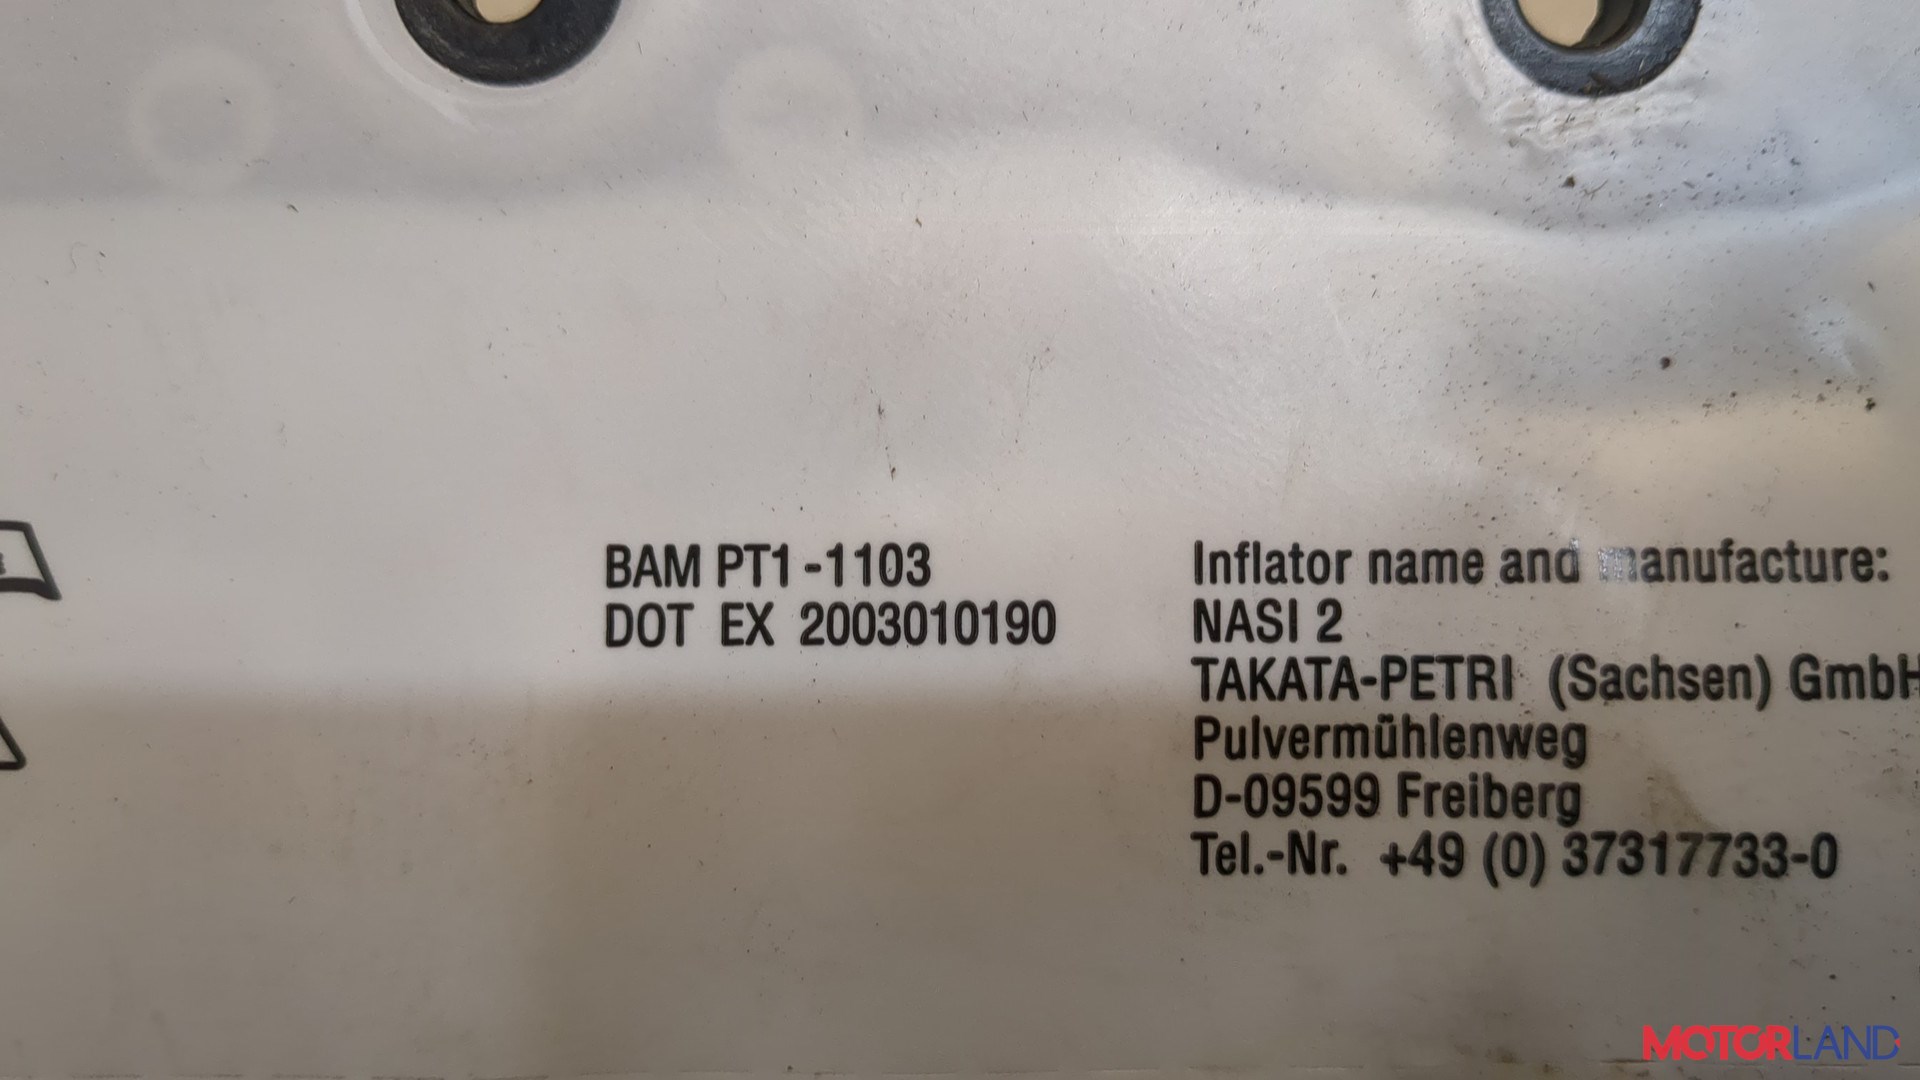 BAM PT1-1103
DOT EX 2003010190
Inflator name and manufacture:
NASI 2
TAKATA-PETRI (Sachsen) GmbH
Pulvermühlenweg
D-09599 Freiberg
Tel.-Nr. +49 (0) 37317733-0
MOTORLAND